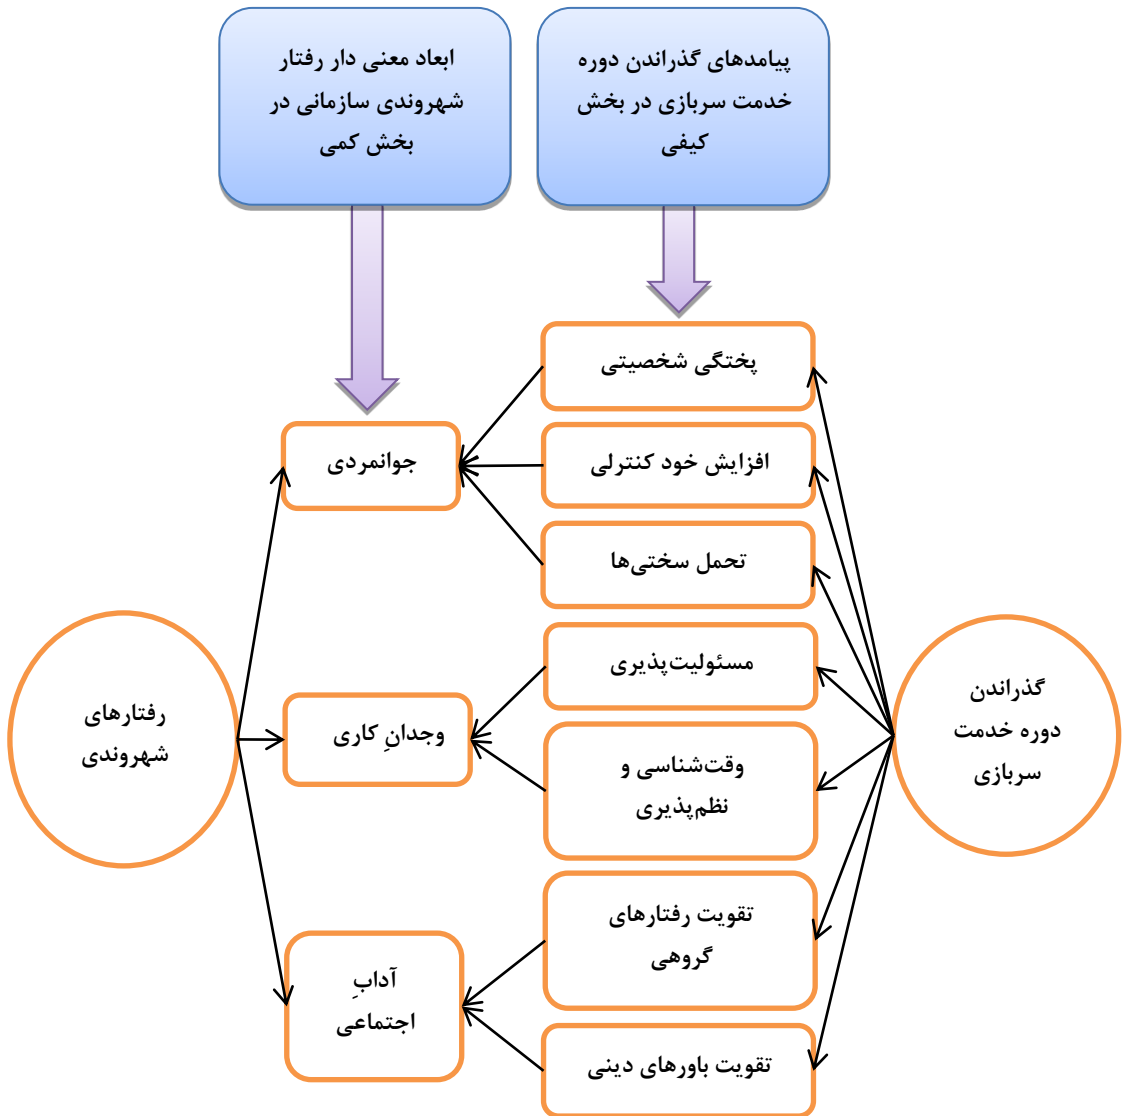 پیامدهای گذراندن دوره
خدمت سربازی در بخش
کیفی
ابعاد معنی دار رفتار
شهروندی سازمانی در
بخش کمی
گذراندن
دوره خدمت
سربازی
پختگی شخصیتی
افزایش خود کنترلی
تحمل سختی‌ها
مسئولیت‌پذیری
وقت‌شناسی و
نظم‌پذیری
تقویت رفتارهای
گروهی
تقویت باورهای دینی
جوانمردی
وجدانِ کاری
آدابِ
اجتماعی
رفتارهای
شهروندی